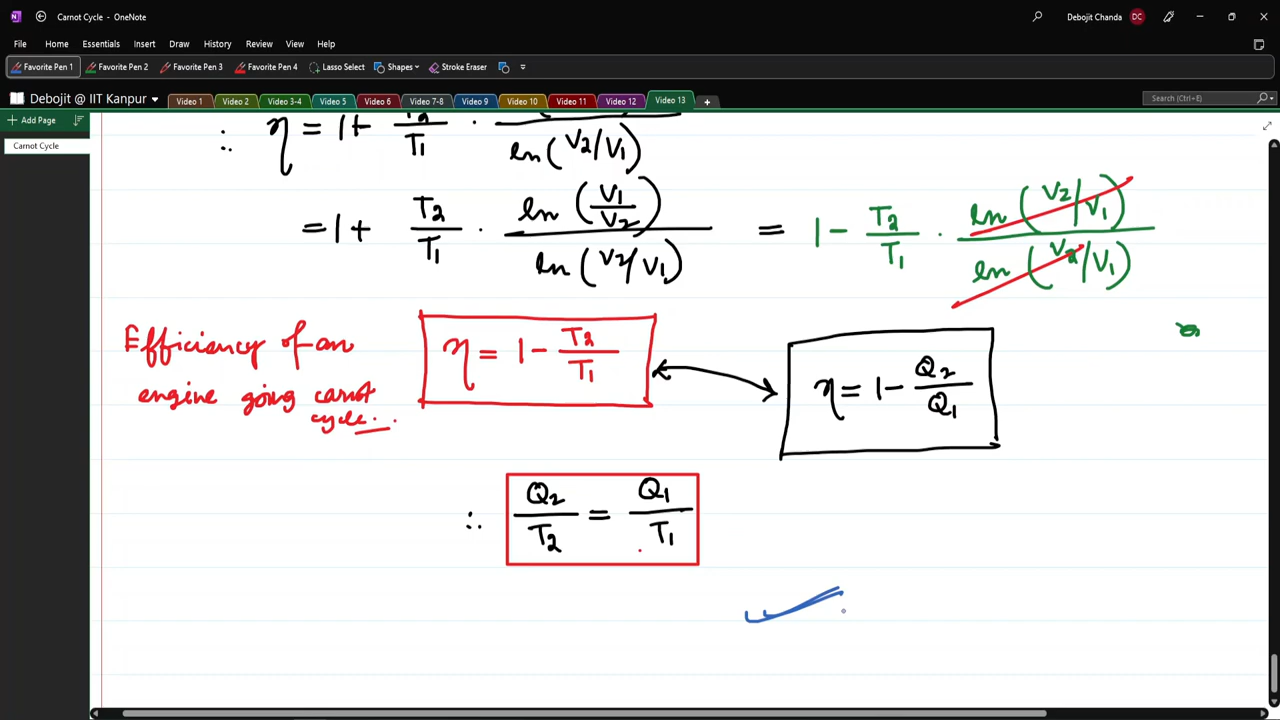 Carnot Cycle - OneNote
Debojit Chanda DC
File Home Essentials Insert Draw History Review View Help
Favorite Pen 1 Favorite Pen 2 Favorite Pen 3 Favorite Pen 4 Lasso Select Shapes Stroke Eraser
Debojit @ IIT Kanpur Video 1 Video 2 Video 3-4 Video 5 Video 6 Video 7-8 Video 9 Video 10 Video 11 Video 12 Video 13 + Search (Ctrl+E)
Add Page
Carnot Cycle
∴ η = 1+ T2/T1 · / ln(V2/V1)
= 1+ T2/T1 · ln(V1/V2) / ln(V2/V1) = 1 - T2/T1 · ln(V2/V1) / ln(V2/V1)
Efficiency of an
engine going carnot
cycle.
η = 1 - T2/T1
η = 1 - Q2/Q1
∴ Q2/T2 = Q1/T1